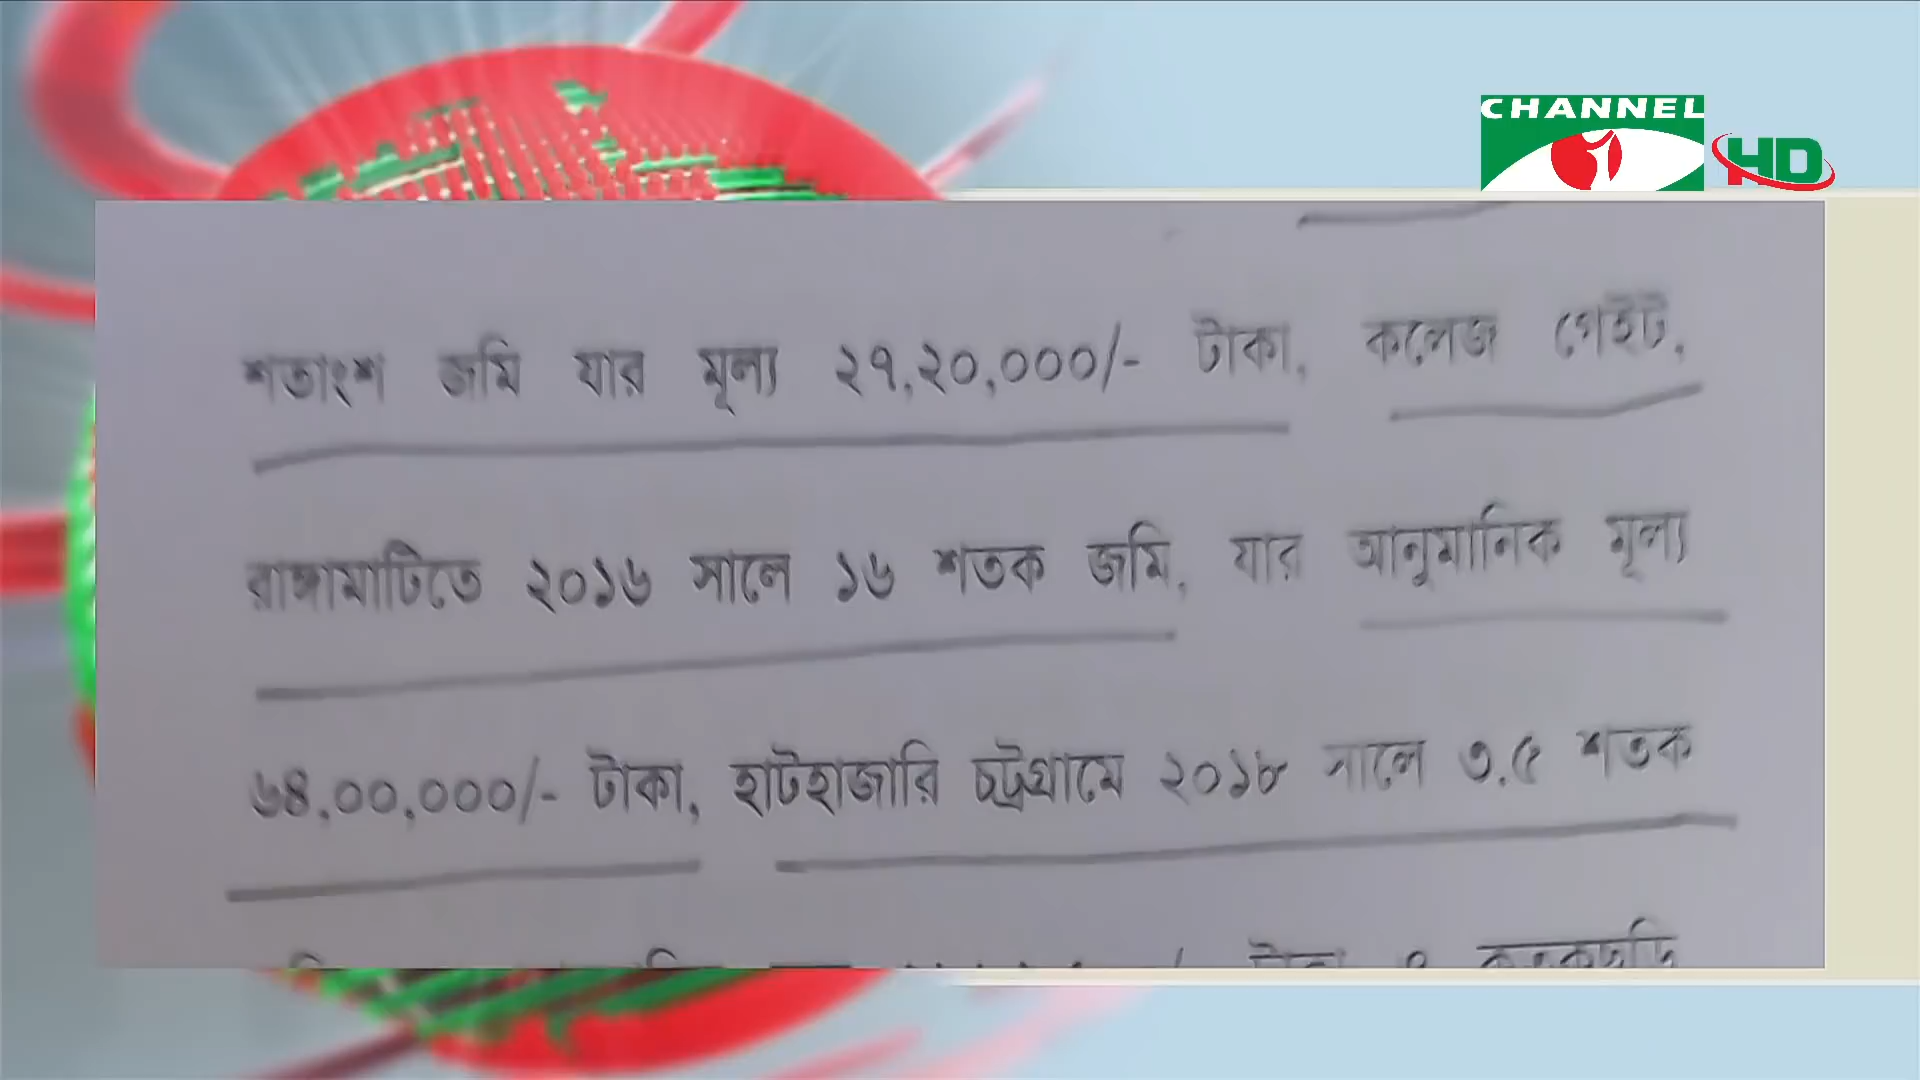 CHANNEL
HD
শতাংশ জমি যার মূল্য ২৭,২০,০০০/- টাকা, কলেজ গেইট,
রাঙ্গামাটিতে ২০১৬ সালে ১৬ শতক জমি, যার আনুমানিক মূল্য
৬৪,০০,০০০/- টাকা, হাটহাজারি চট্রগ্রামে ২০১৮ সালে ৩.৫ শতক
টাকা ও